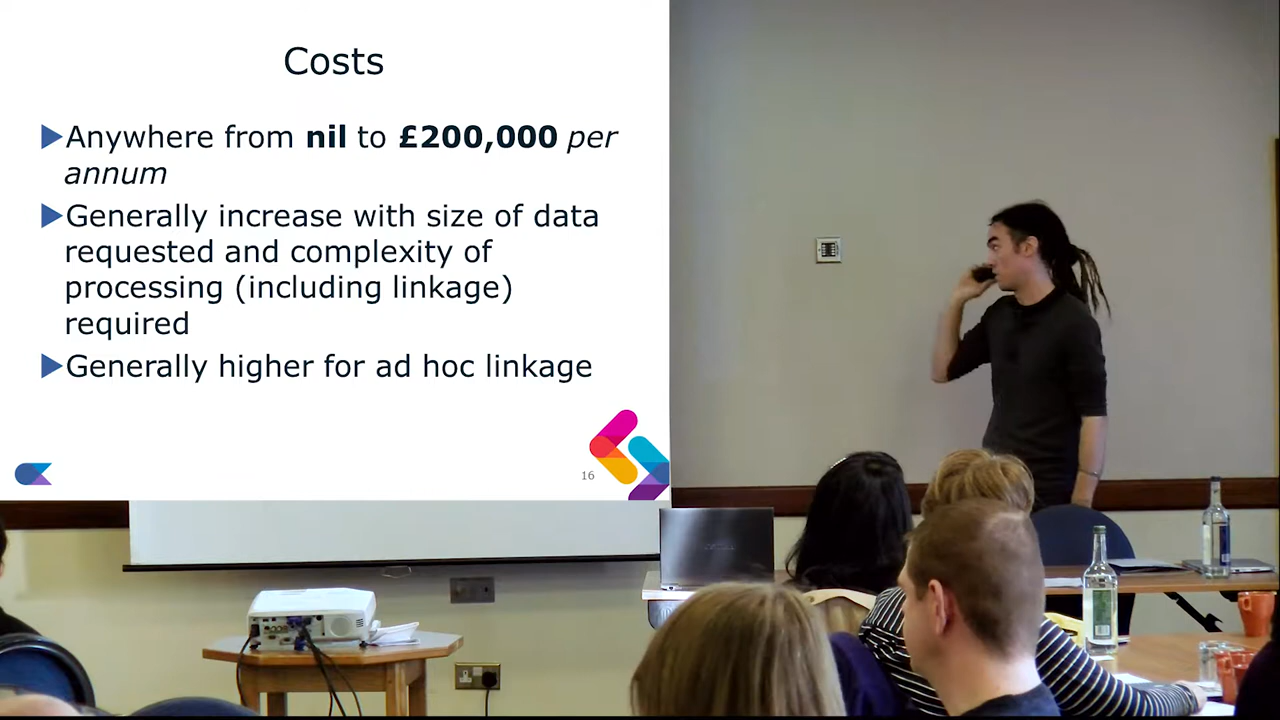 Costs
Anywhere from nil to £200,000 per
annum
Generally increase with size of data
requested and complexity of
processing (including linkage)
required
Generally higher for ad hoc linkage
16